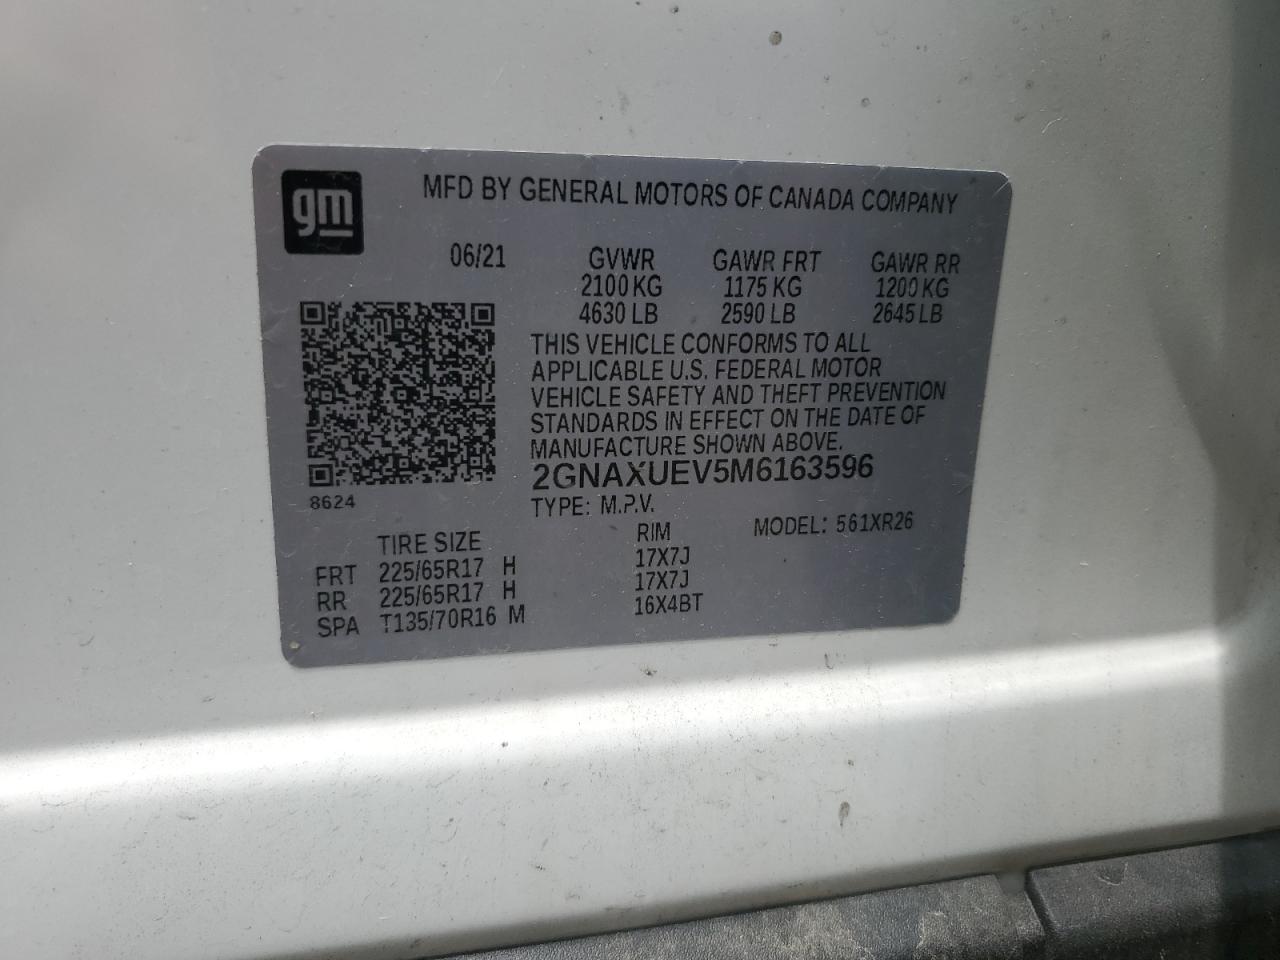 gm
MFD BY GENERAL MOTORS OF CANADA COMPANY
06/21 GVWR GAWR FRT GAWR RR
2100 KG 1175 KG 1200 KG
4630 LB 2590 LB 2645 LB
THIS VEHICLE CONFORMS TO ALL
APPLICABLE U.S. FEDERAL MOTOR
VEHICLE SAFETY AND THEFT PREVENTION
STANDARDS IN EFFECT ON THE DATE OF
MANUFACTURE SHOWN ABOVE.
2GNAXUEV5M6163596
8624
TYPE: M.P.V. MODEL: 561XR26
TIRE SIZE RIM
FRT 225/65R17 H 17X7J
RR 225/65R17 H 17X7J
SPA T135/70R16 M 16X4BT